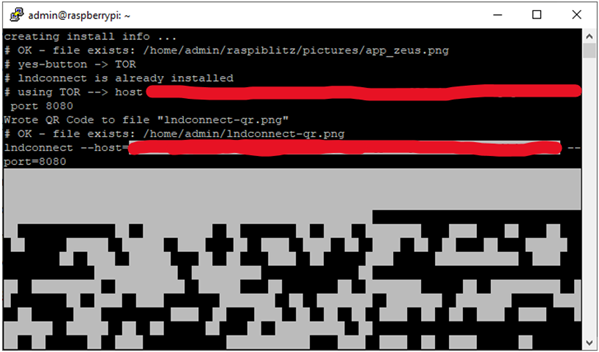 admin@raspberrypi: ~
creating install info ...
# OK - file exists: /home/admin/raspiblitz/pictures/app_zeus.png
# yes-button -> TOR
# lndconnect is already installed
# using TOR --> host
port 8080
Wrote QR Code to file "lndconnect-qr.png"
# OK - file exists: /home/admin/lndconnect-qr.png
lndconnect --host= --
port=8080